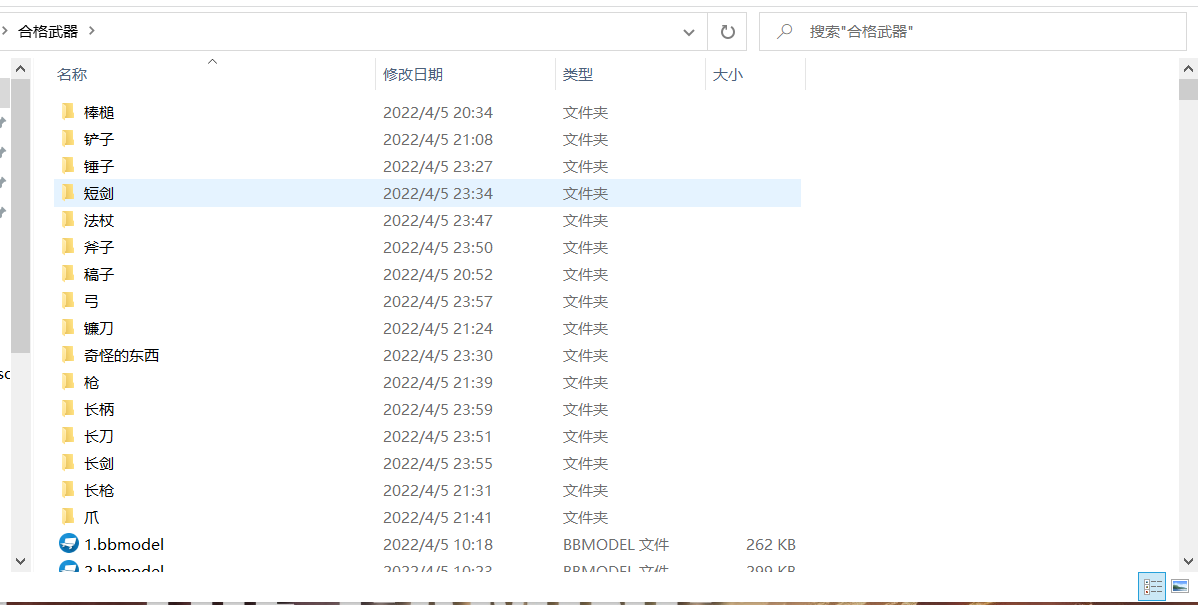 合格武器
搜索"合格武器"
名称 修改日期 类型 大小
棒槌 2022/4/5 20:34 文件夹
铲子 2022/4/5 21:08 文件夹
锤子 2022/4/5 23:27 文件夹
短剑 2022/4/5 23:34 文件夹
法杖 2022/4/5 23:47 文件夹
斧子 2022/4/5 23:50 文件夹
稿子 2022/4/5 20:52 文件夹
弓 2022/4/5 23:57 文件夹
镰刀 2022/4/5 21:24 文件夹
奇怪的东西 2022/4/5 23:30 文件夹
枪 2022/4/5 21:39 文件夹
长柄 2022/4/5 23:59 文件夹
长刀 2022/4/5 23:51 文件夹
长剑 2022/4/5 23:55 文件夹
长枪 2022/4/5 21:31 文件夹
爪 2022/4/5 21:41 文件夹
1.bbmodel 2022/4/5 10:18 BBMODEL 文件 262 KB
2.bbmodel 2022/4/5 10:23 BBMODEL 文件 299 KB